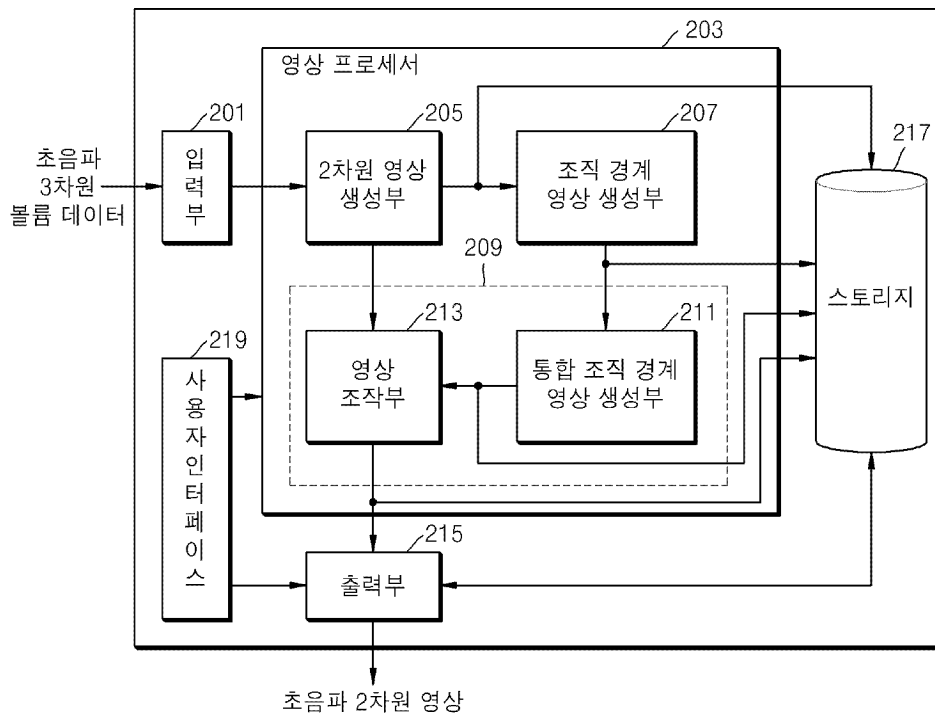 203
영상 프로세서
201
205
207
217
초음파
3차원
볼륨 데이터
입력부
2차원 영상
생성부
조직 경계
영상 생성부
209
스토리지
219
213
211
사용자인터페이스
영상
조작부
통합 조직 경계
영상 생성부
215
출력부
초음파 2차원 영상